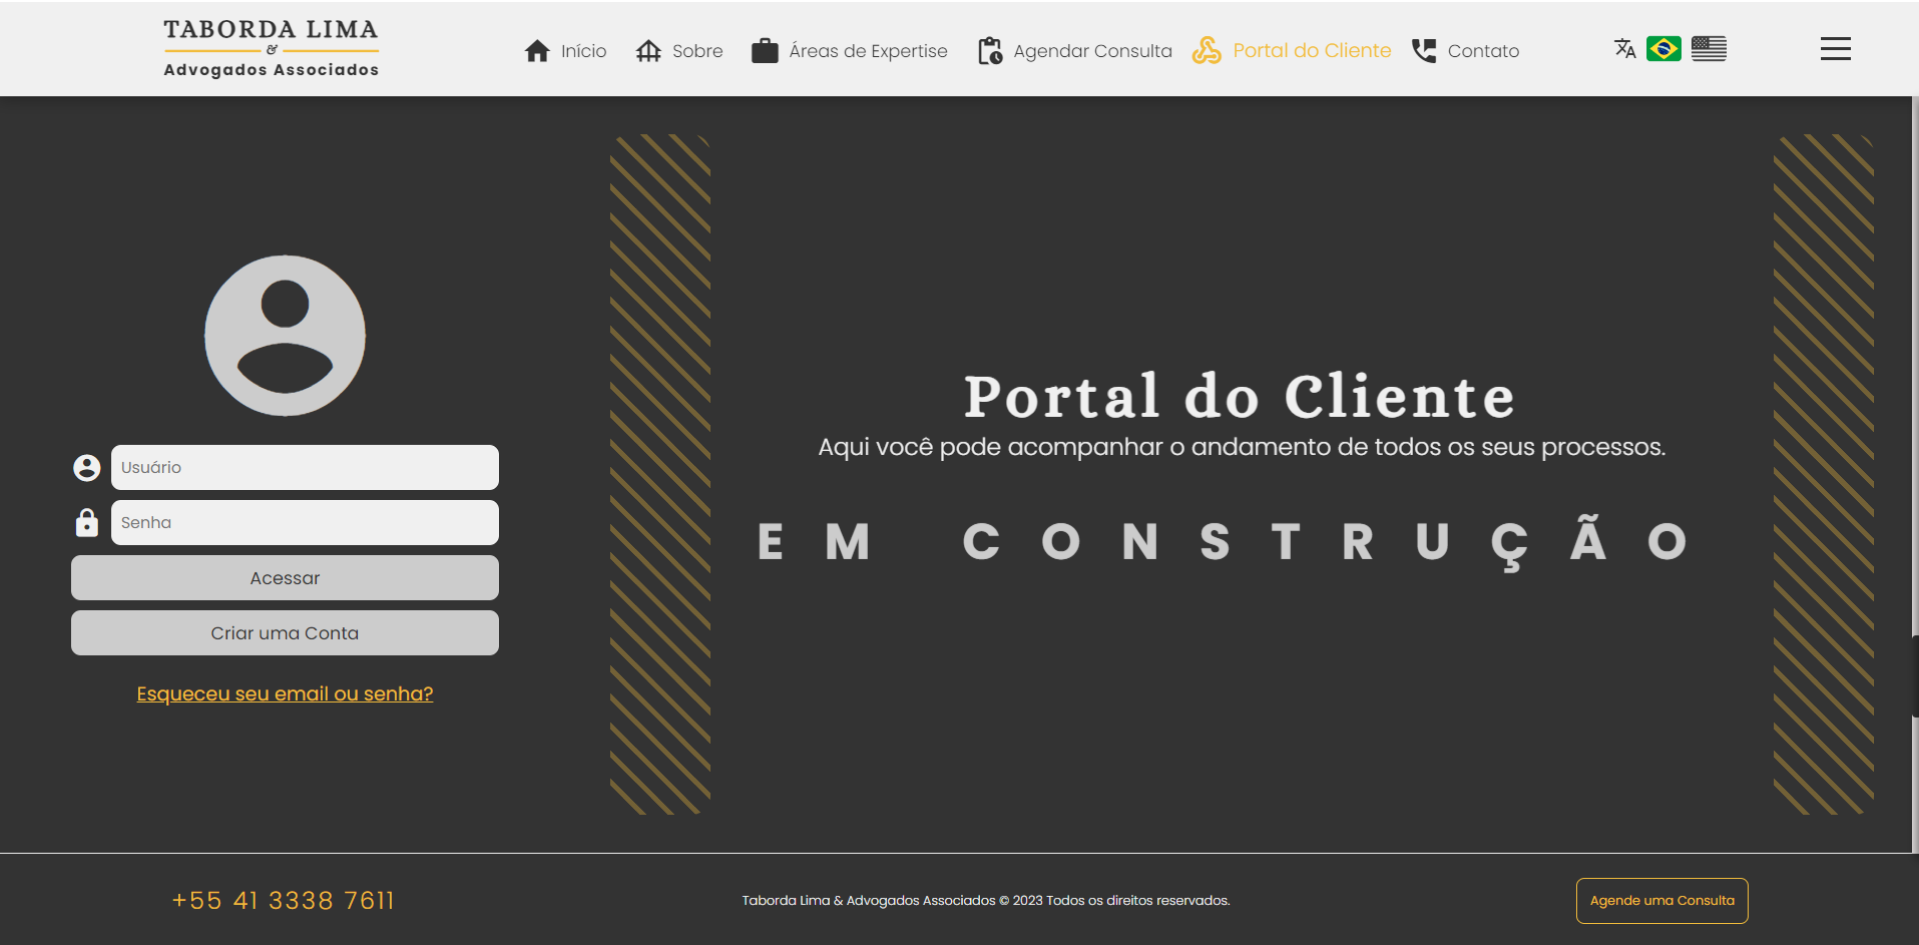 TABORDA LIMA
&
Advogados Associados
Início
Sobre
Áreas de Expertise
Agendar Consulta
Portal do Cliente
Contato
Usuário
Senha
Acessar
Criar uma Conta
Esqueceu seu email ou senha?
Portal do Cliente
Aqui você pode acompanhar o andamento de todos os seus processos.
EM CONSTRUÇÃO
+55 41 3338 7611
Taborda Lima & Advogados Associados © 2023 Todos os direitos reservados.
Agende uma Consulta